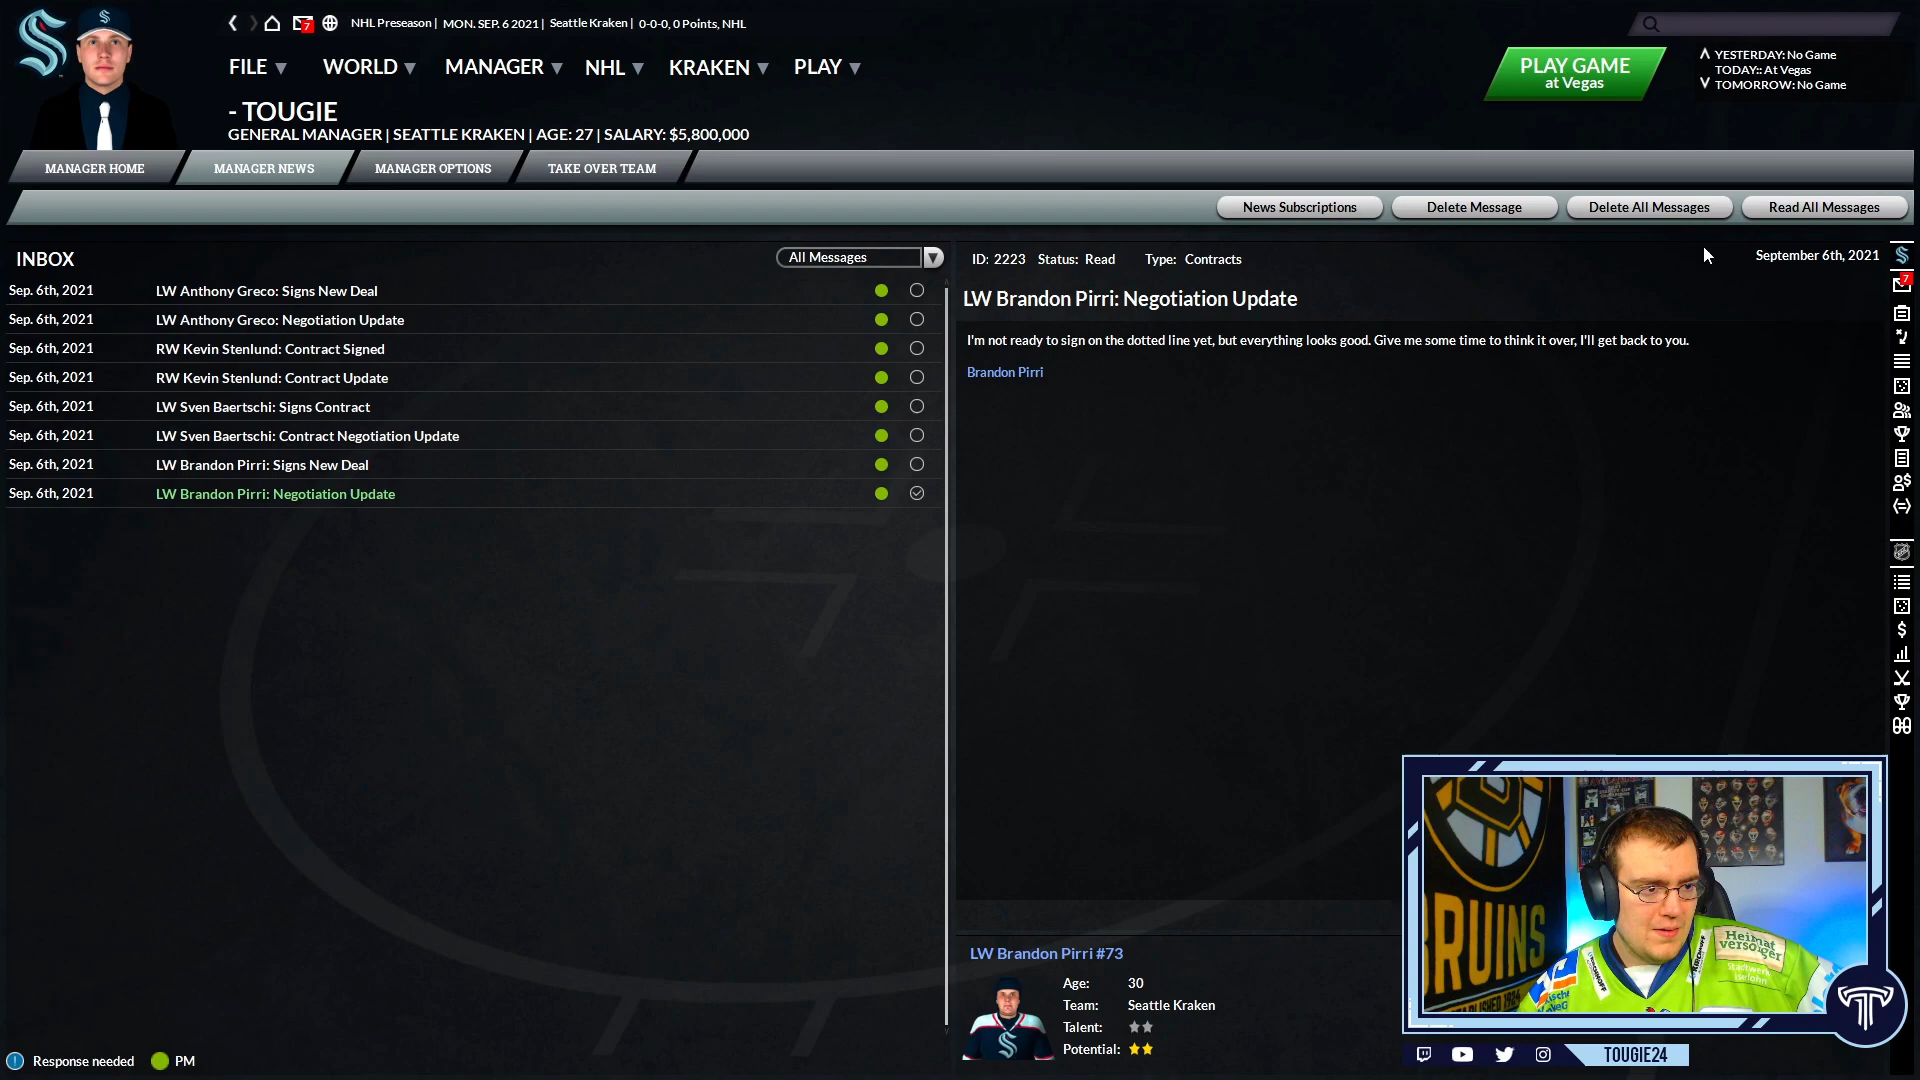 7
NHL Preseason | MON. SEP. 6 2021 | Seattle Kraken | 0-0-0, 0 Points, NHL
FILE WORLD MANAGER NHL KRAKEN PLAY
PLAY GAME
at Vegas
YESTERDAY: No Game
TODAY:: At Vegas
TOMORROW: No Game
- TOUGIE
GENERAL MANAGER | SEATTLE KRAKEN | AGE: 27 | SALARY: $5,800,000
MANAGER HOME MANAGER NEWS MANAGER OPTIONS TAKE OVER TEAM
News Subscriptions Delete Message Delete All Messages Read All Messages
INBOX
All Messages
Sep. 6th, 2021 LW Anthony Greco: Signs New Deal
Sep. 6th, 2021 LW Anthony Greco: Negotiation Update
Sep. 6th, 2021 RW Kevin Stenlund: Contract Signed
Sep. 6th, 2021 RW Kevin Stenlund: Contract Update
Sep. 6th, 2021 LW Sven Baertschi: Signs Contract
Sep. 6th, 2021 LW Sven Baertschi: Contract Negotiation Update
Sep. 6th, 2021 LW Brandon Pirri: Signs New Deal
Sep. 6th, 2021 LW Brandon Pirri: Negotiation Update
Response needed PM
ID: 2223 Status: Read Type: Contracts
September 6th, 2021
7
LW Brandon Pirri: Negotiation Update
I'm not ready to sign on the dotted line yet, but everything looks good. Give me some time to think it over, I'll get back to you.
Brandon Pirri
LW Brandon Pirri #73
Age: 30
Team: Seattle Kraken
Talent:
Potential:
BRUINS
Heimat
versorger
Stadtwerke
Iserlohn
TOUGIE24